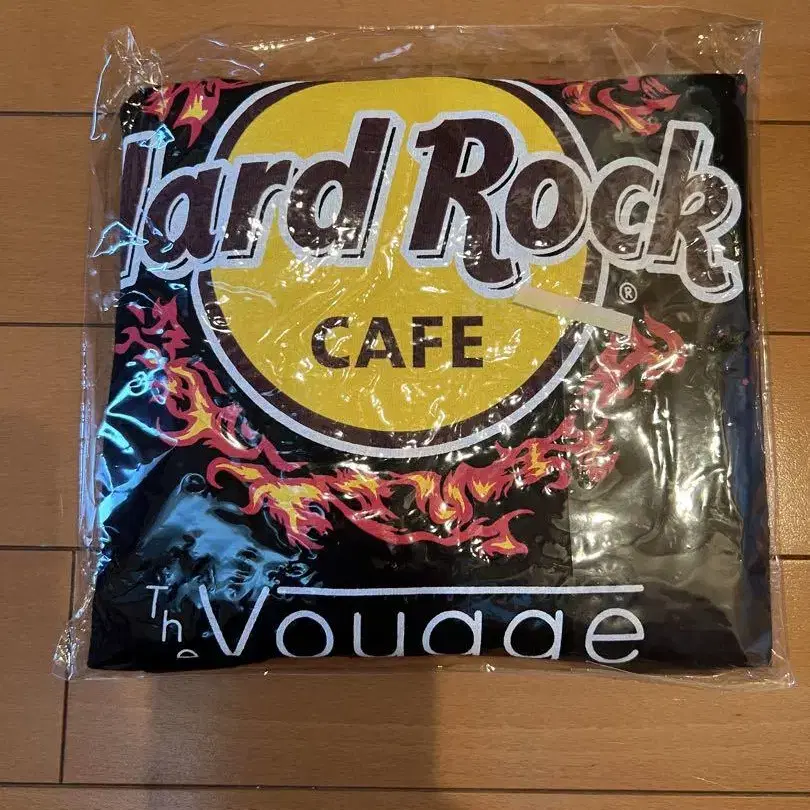 Hard Rock
®
CAFE
The Voyage